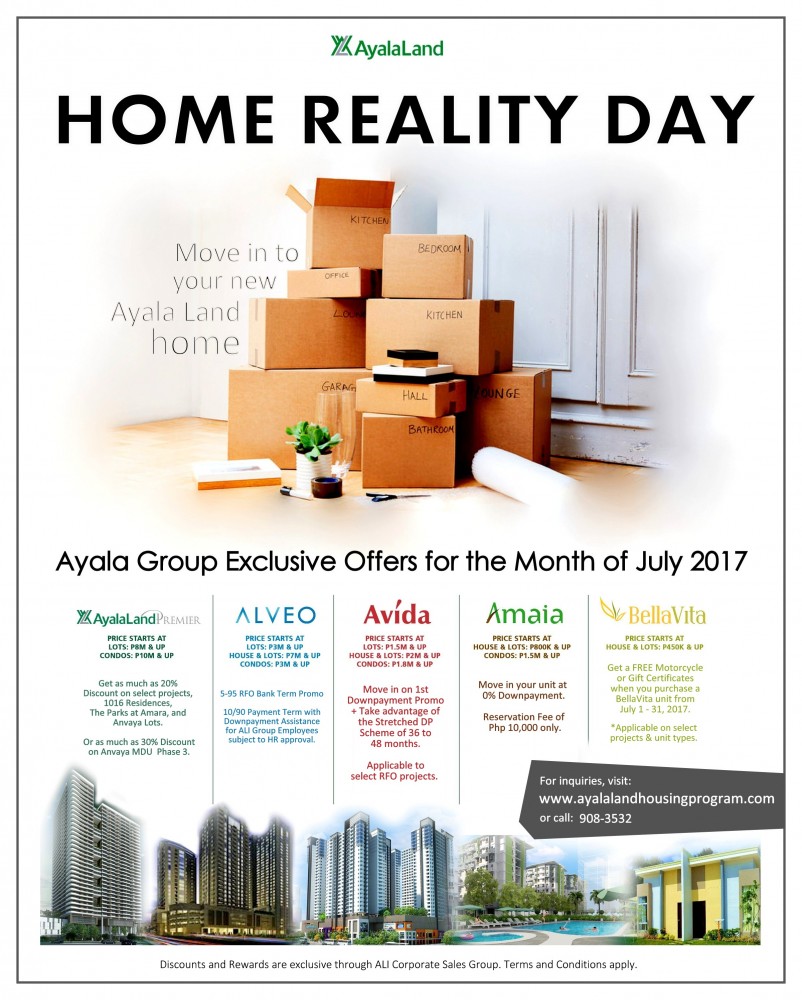 AyalaLand
HOME REALITY DAY
Move in to
your new
Ayala Land
home
KITCHEN
BEDROOM
OFFICE
KITCHEN
GARAG
HALL
OUNGE
BATHROOM
Ayala Group Exclusive Offers for the Month of July 2017
AyalaLand PREMIER
PRICE STARTS AT
LOTS: P8M & UP
CONDOS: P10M & UP
Get as much as 20%
Discount on select projects,
1016 Residences,
The Parks at Amara, and
Anvaya Lots.
Or as much as 30% Discount
on Anvaya MDU Phase 3.
ALVEO
PRICE STARTS AT
LOTS: P3M & UP
HOUSE & LOTS: P7M & UP
CONDOS: P3M & UP
5-95 RFO Bank Term Promo
10/90 Payment Term with
Downpayment Assistance
for ALI Group Employees
subject to HR approval.
Avida
PRICE STARTS AT
LOTS: P1.5M & UP
HOUSE & LOTS: P2M & UP
CONDOS: P1.8M & UP
Move in on 1st
Downpayment Promo
+ Take advantage of
the Stretched DP
Scheme of 36 to
48 months.
Applicable to
select RFO projects.
Amaia
PRICE STARTS AT
HOUSE & LOTS: P800K & UP
CONDOS: P1.5M & UP
Move in your unit at
0% Downpayment.
Reservation Fee of
Php 10,000 only.
BellaVita
PRICE STARTS AT
HOUSE & LOTS: P450K & UP
Get a FREE Motorcycle
or Gift Certificates
when you purchase a
BellaVita unit from
July 1 - 31, 2017.
*Applicable on select
projects & unit types.
For inquiries, visit:
www.ayalalandhousingprogram.com
or call: 908-3532
Discounts and Rewards are exclusive through ALI Corporate Sales Group. Terms and Conditions apply.